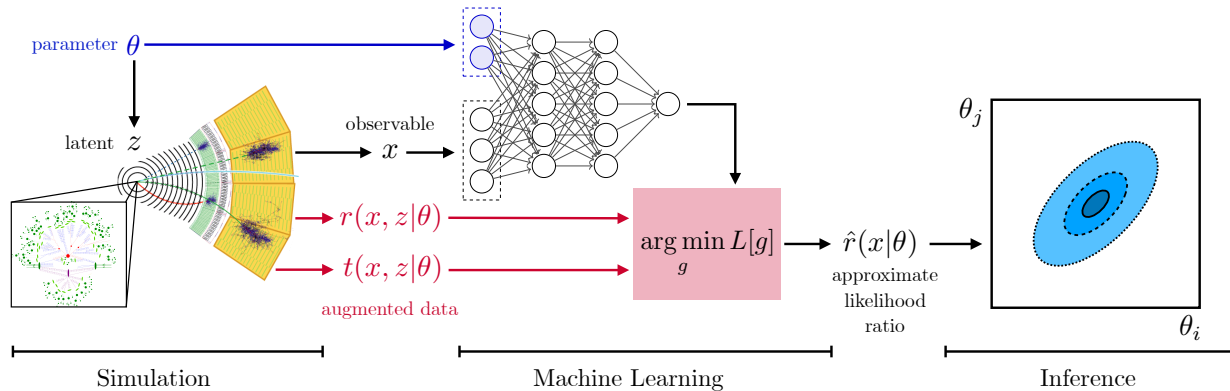 parameter θ
latent z
observable
x
r(x, z|θ)
t(x, z|θ)
augmented data
arg min L[g]
g
r̂(x|θ)
approximate
likelihood
ratio
θj
θi
Simulation
Machine Learning
Inference